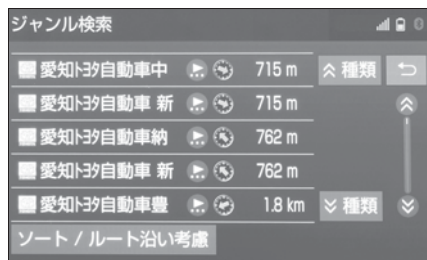 ジャンル検索
愛知トヨタ自動車中 715 m 种類
愛知トヨタ自動車 新 715 m
愛知トヨタ自動車納 762 m
愛知トヨタ自動車 新 762 m
愛知トヨタ自動車豊 1.8 km 種類
ソート / ルート沿い考慮